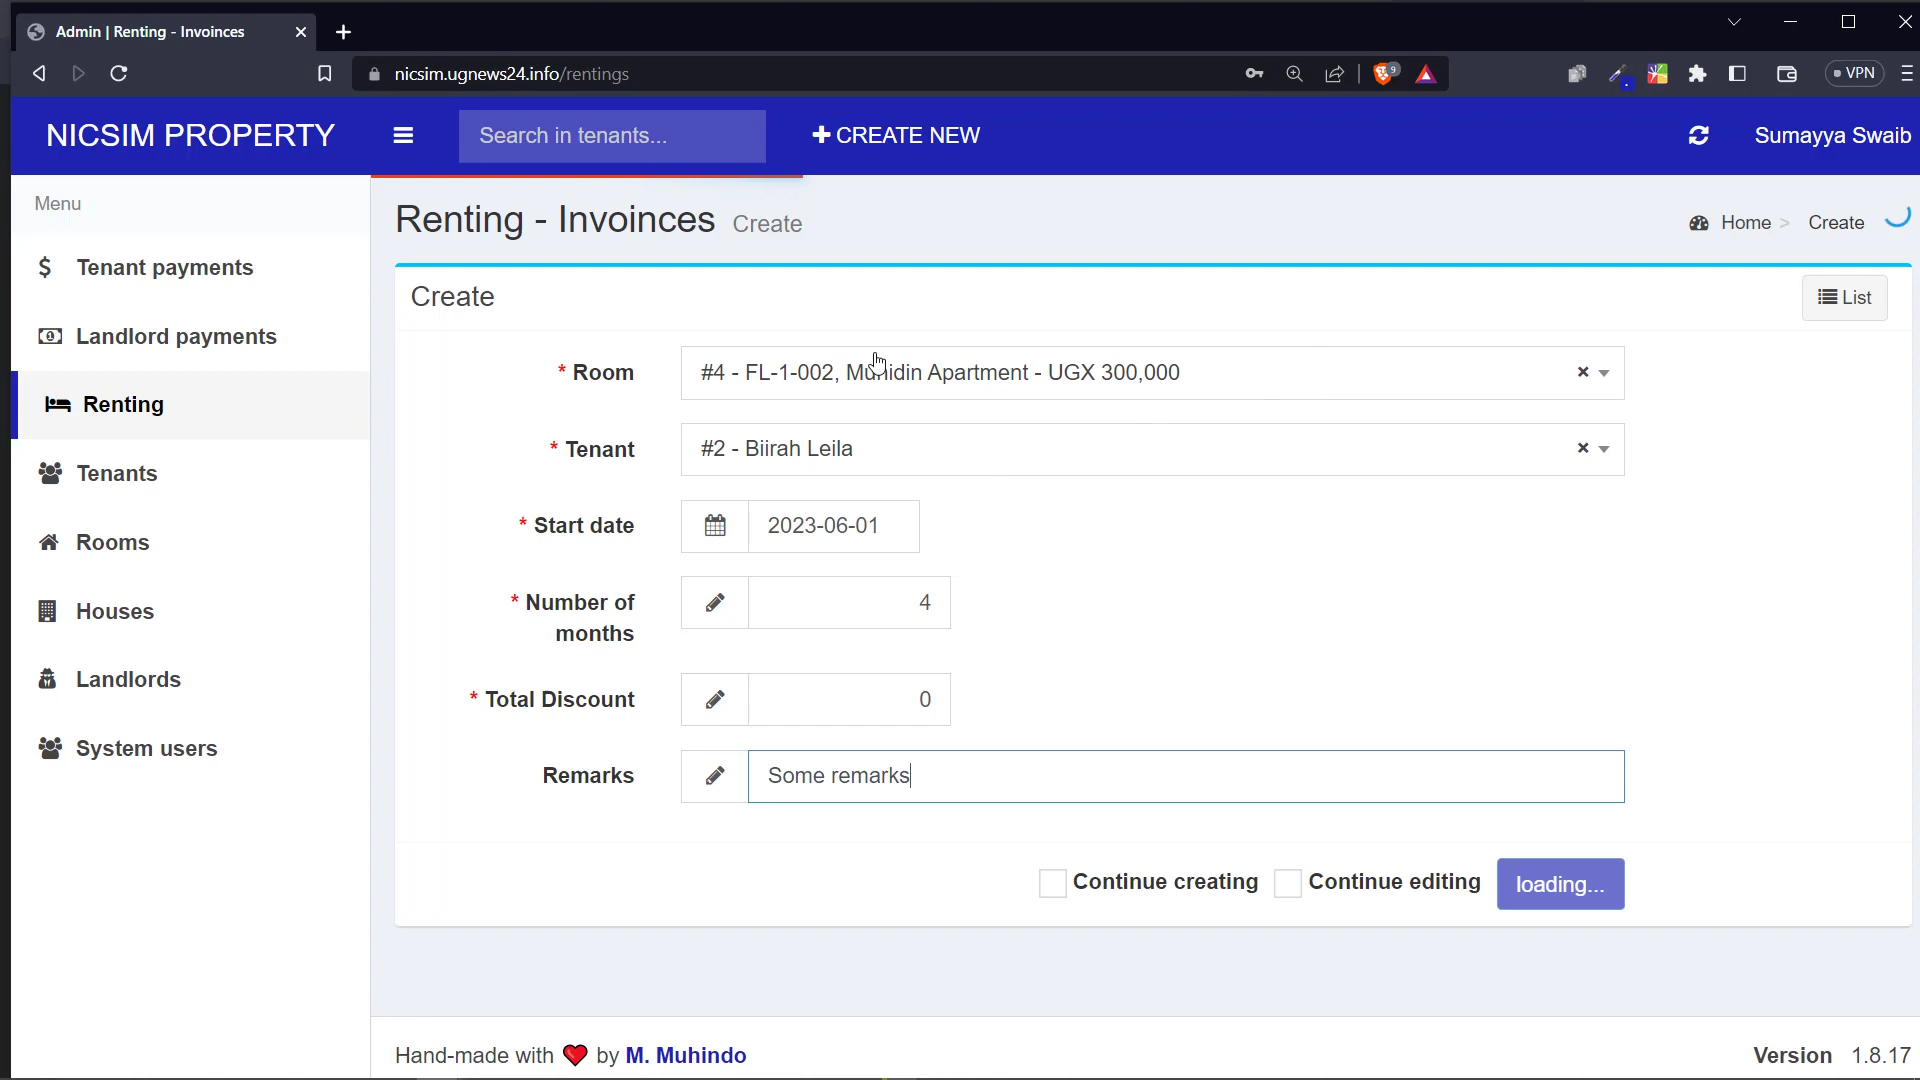 Admin | Renting - Invoinces
nicsim.ugnews24.info/rentings
9
VPN
NICSIM PROPERTY
Search in tenants...
CREATE NEW
Sumayya Swaib
Menu
Tenant payments
Landlord payments
Renting
Tenants
Rooms
Houses
Landlords
System users
Renting - Invoinces Create
Home > Create
Create
List
* Room
#4 - FL-1-002, Muhidin Apartment - UGX 300,000
* Tenant
#2 - Biirah Leila
* Start date
2023-06-01
* Number of
months
4
* Total Discount
0
Remarks
Some remarks
Continue creating
Continue editing
loading...
Hand-made with ❤ by M. Muhindo
Version 1.8.17